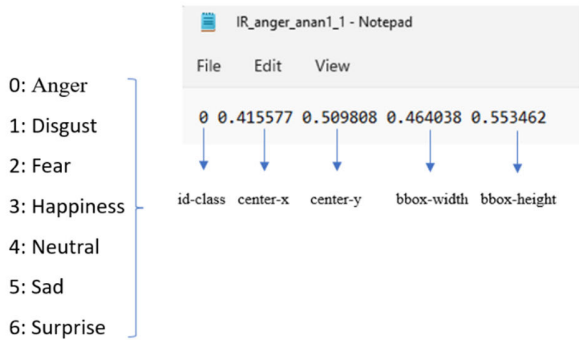 IR_anger_anan1_1 - Notepad
File Edit View
0 0.415577 0.509808 0.464038 0.553462
id-class center-x center-y bbox-width bbox-height
0: Anger
1: Disgust
2: Fear
3: Happiness
4: Neutral
5: Sad
6: Surprise